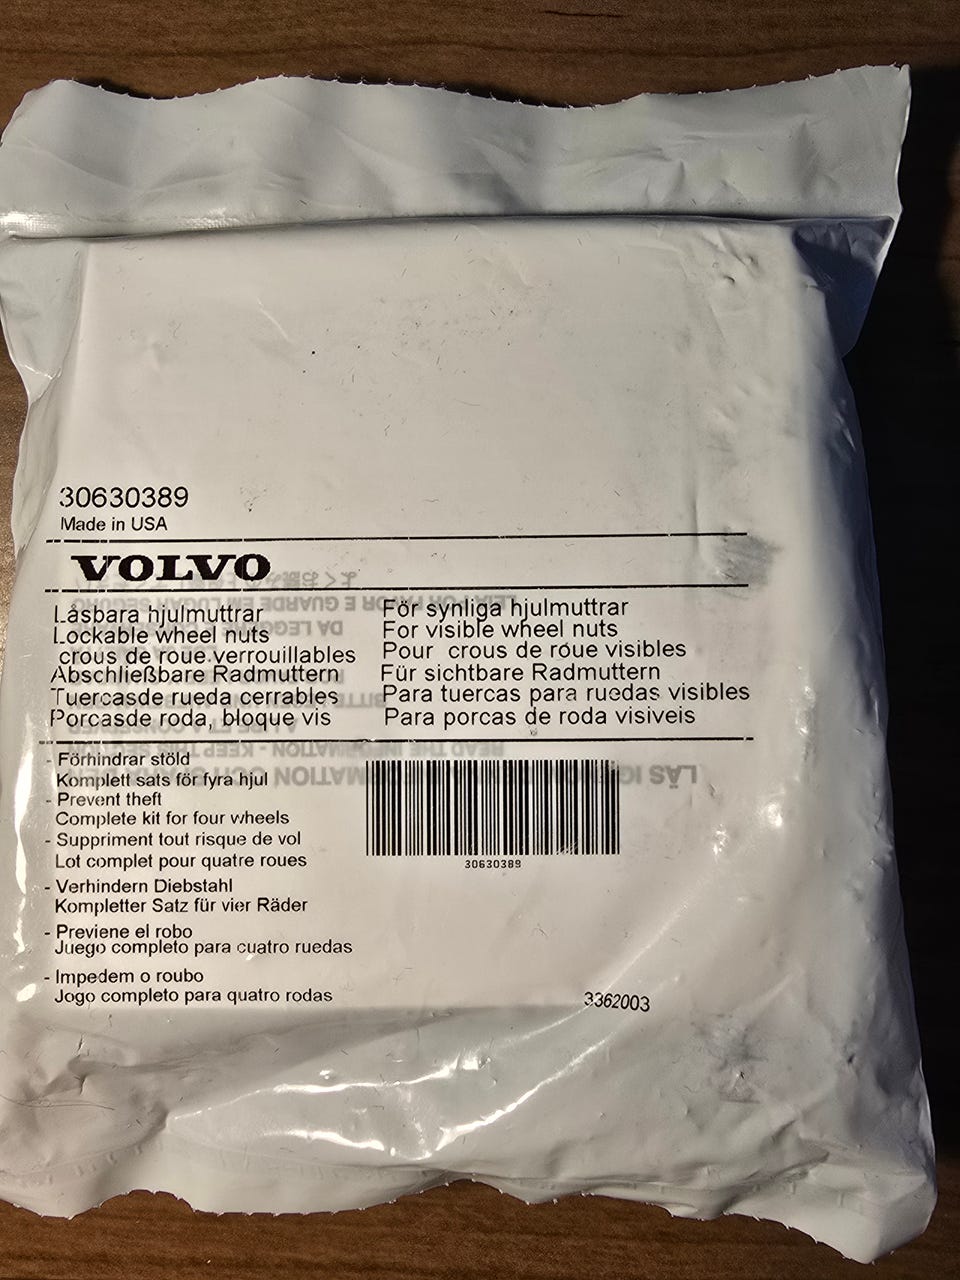 30630389
Made in USA
VOLVO
Låsbara hjulmuttrar
Lockable wheel nuts
crous de roue.verrouillables
Abschließbare Radmuttern
Tuercasde rueda cerrables
Porcasde roda, bloque vis
För synliga hjulmuttrar
For visible wheel nuts
Pour crous de roue visibles
Für sichtbare Radmuttern
Para tuercas para ruedas visibles
Para porcas de roda visiveis
- Förhindrar stöld
Komplett sats för fyra hjul
- Prevent theft
Complete kit for four wheels
- Suppriment tout risque de vol
Lot complet pour quatre roues
- Verhindern Diebstahl
Kompletter Satz für vier Räder
- Previene el robo
Juego completo para cuatro ruedas
- Impedem o roubo
Jogo completo para quatro rodas
30630389
3362003